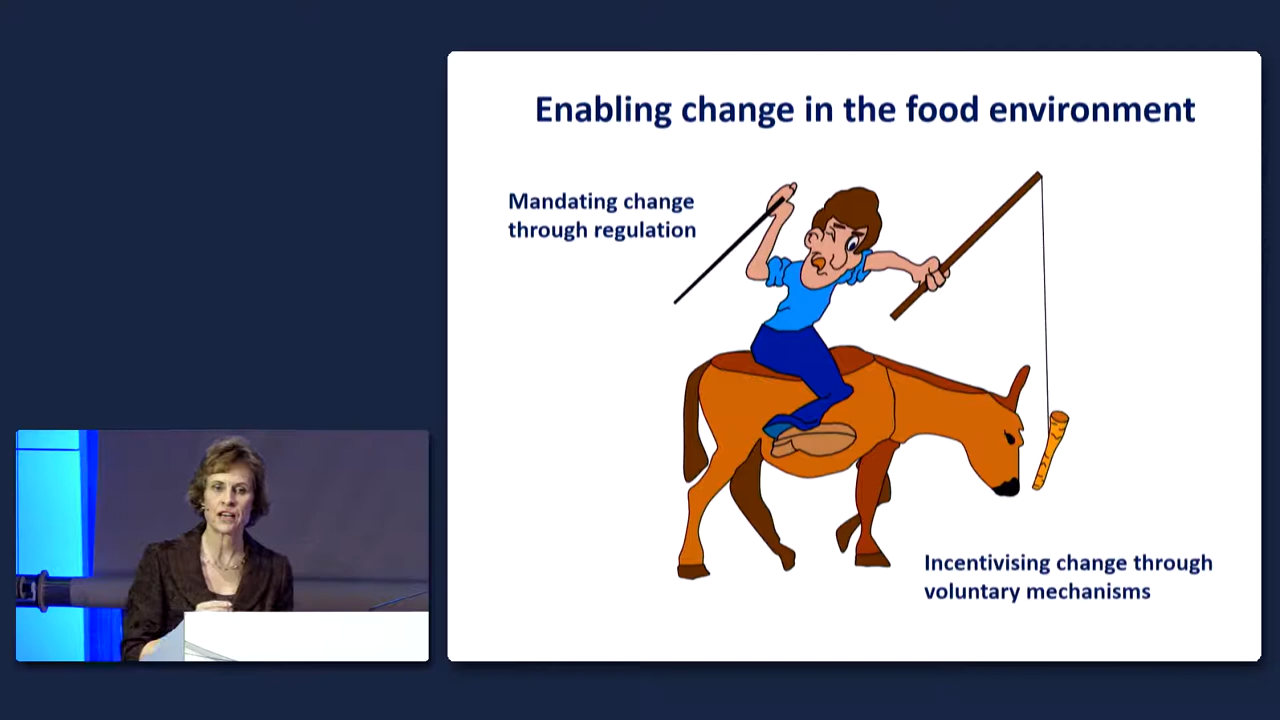 Enabling change in the food environment
Mandating change
through regulation
Incentivising change through
voluntary mechanisms